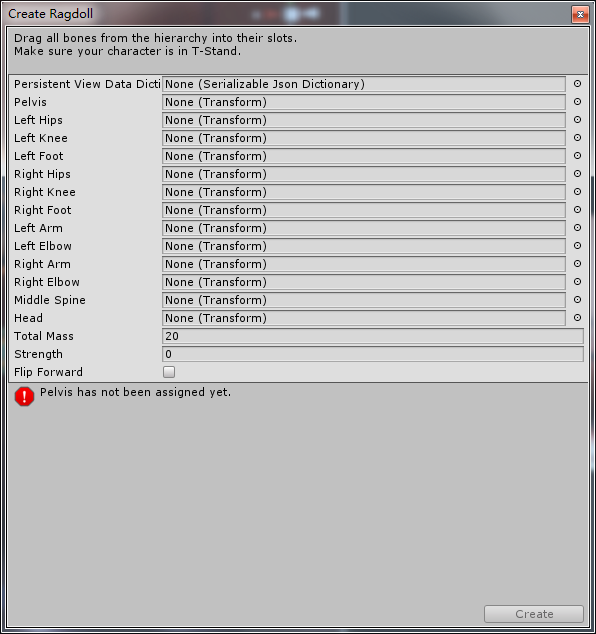 Create Ragdoll
Drag all bones from the hierarchy into their slots.
Make sure your character is in T-Stand.
Persistent View Data Dicti None (Serializable Json Dictionary)
Pelvis None (Transform)
Left Hips None (Transform)
Left Knee None (Transform)
Left Foot None (Transform)
Right Hips None (Transform)
Right Knee None (Transform)
Right Foot None (Transform)
Left Arm None (Transform)
Left Elbow None (Transform)
Right Arm None (Transform)
Right Elbow None (Transform)
Middle Spine None (Transform)
Head None (Transform)
Total Mass 20
Strength 0
Flip Forward
Pelvis has not been assigned yet.
Create